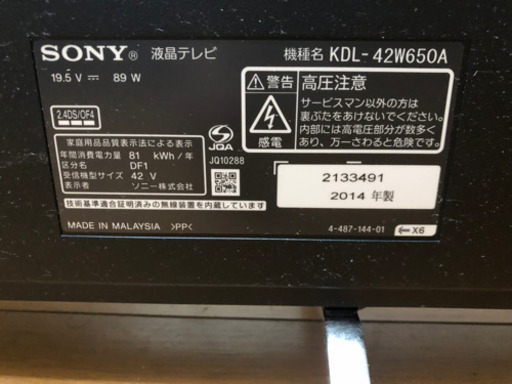 SONY® 液晶テレビ 機種名 KDL-42W650A
19.5 V ⎓ 89 W
2.4DS/OF4
家庭用品品質表示法による表示
年間消費電力量 81 kWh/年
区分名 DF1
受信機型サイズ 42 V
ソニー株式会社
JQA
JQ10288
警告 高圧注意
感電
サービスマン以外の方は
裏ぶたをあけないでください。
内部には高電圧部分が数多く
あり、万一さわると危険です。
2133491
2014 年製
技術基準適合証明済みの無線装置を内蔵しています
MADE IN MALAYSIA >PP<
4-487-144-01
X6